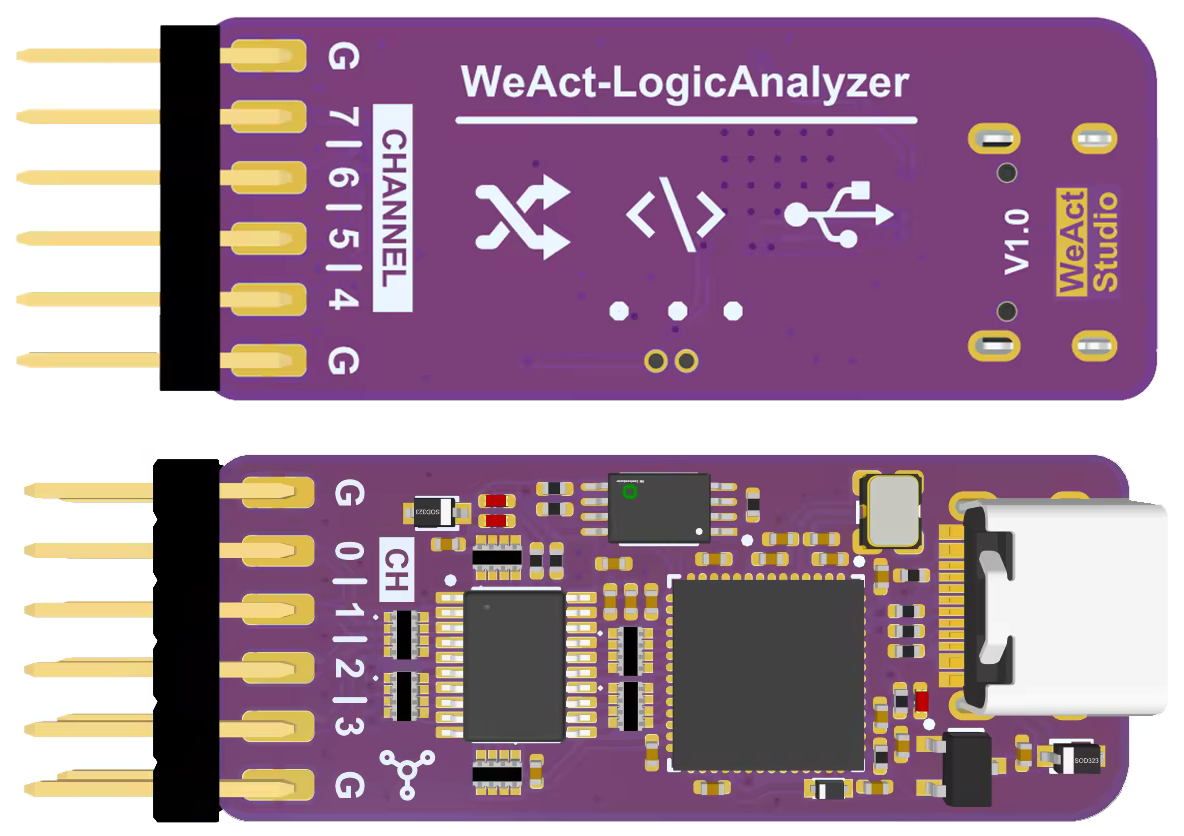 G
7
6
5
4
G
CHANNEL
WeAct-LogicAnalyzer
V1.0
WeAct
Studio
G
0
1
2
3
G
CH
SOD323
SOD323